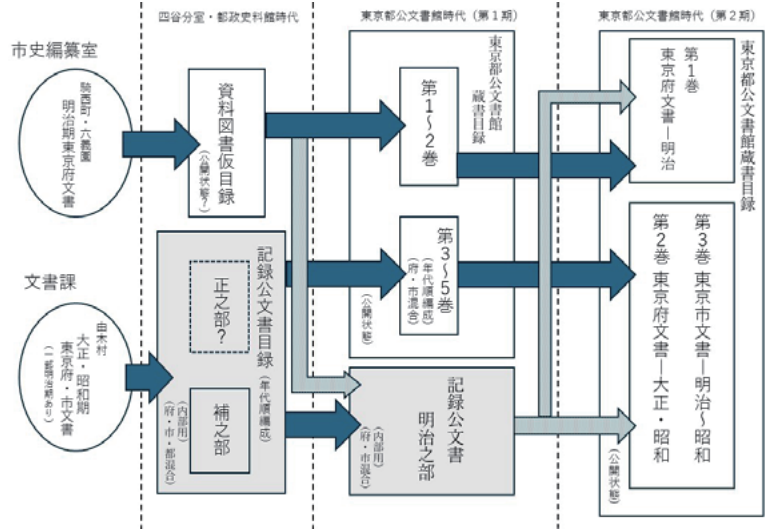 四谷分室・都政史料館時代
東京都公文書館時代（第１期）
東京都公文書館時代（第２期）
市史編纂室
騎西町・六義園
明治期東京府文書
文書課
由木村
大正・昭和期
東京府・市文書
（一部明治期あり）
資料図書仮目録
（公開状態？）
記録公文書目録
（年代順編成）
正之部？
補之部
（内部用）
（府・市・都混合）
東京都公文書館
蔵書目録
第１～２巻
第３～５巻
（年代順編成）
（府・市混合）
（公開状態）
記録公文書
明治之部
（内部用）
（府・市混合）
東京都公文書館蔵書目録
第１巻
東京府文書―明治
第３巻 東京市文書―明治～昭和
第２巻 東京府文書―大正・昭和
（公開状態）